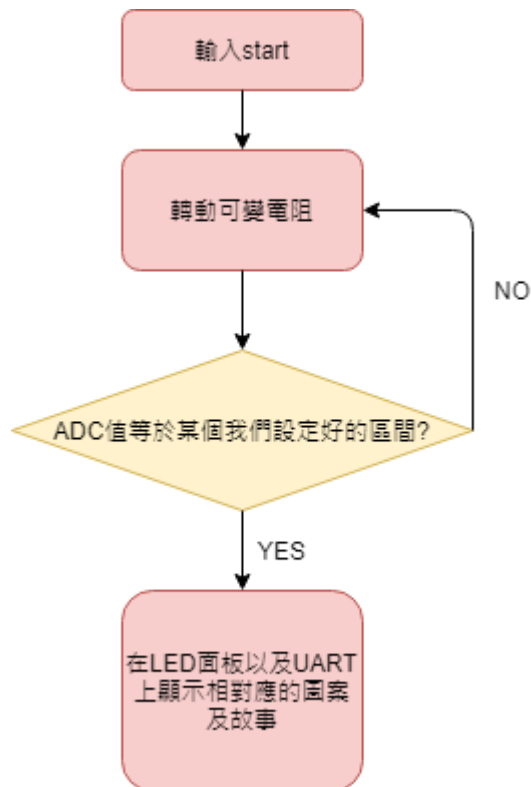 輸入start
轉動可變電阻
NO
ADC值等於某個我們設定好的區間?
YES
在LED面板以及UART
上顯示相對應的圖案
及故事